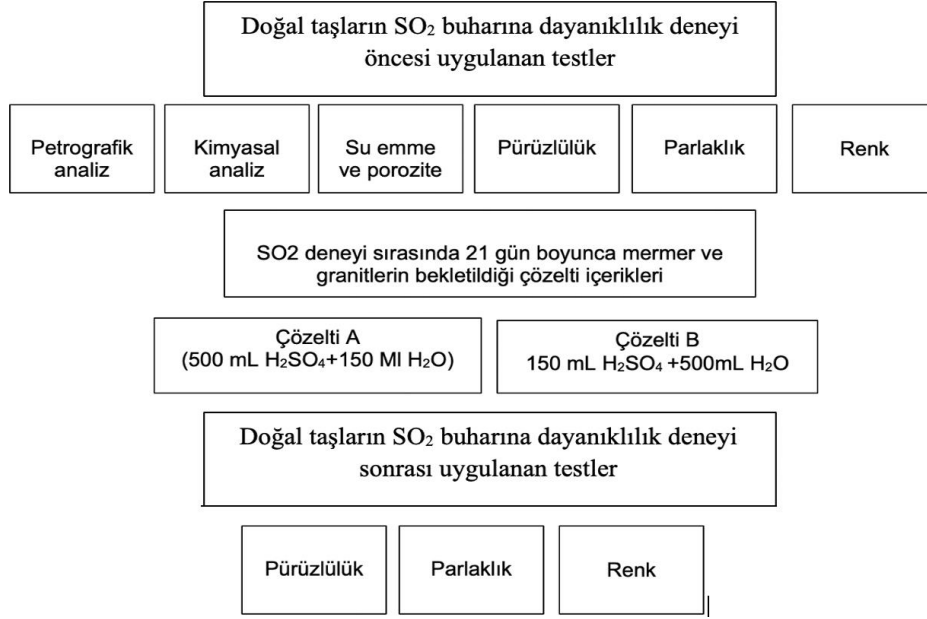 Doğal taşların SO₂ buharına dayanıklılık deneyi
öncesi uygulanan testler
Petrografik
analiz
Kimyasal
analiz
Su emme
ve porozite
Pürüzlülük
Parlaklık
Renk
SO2 deneyi sırasında 21 gün boyunca mermer ve
granitlerin bekletildiği çözelti içerikleri
Çözelti A
(500 mL H₂SO₄+150 Ml H₂O)
Çözelti B
150 mL H₂SO₄ +500mL H₂O
Doğal taşların SO₂ buharına dayanıklılık deneyi
sonrası uygulanan testler
Pürüzlülük
Parlaklık
Renk